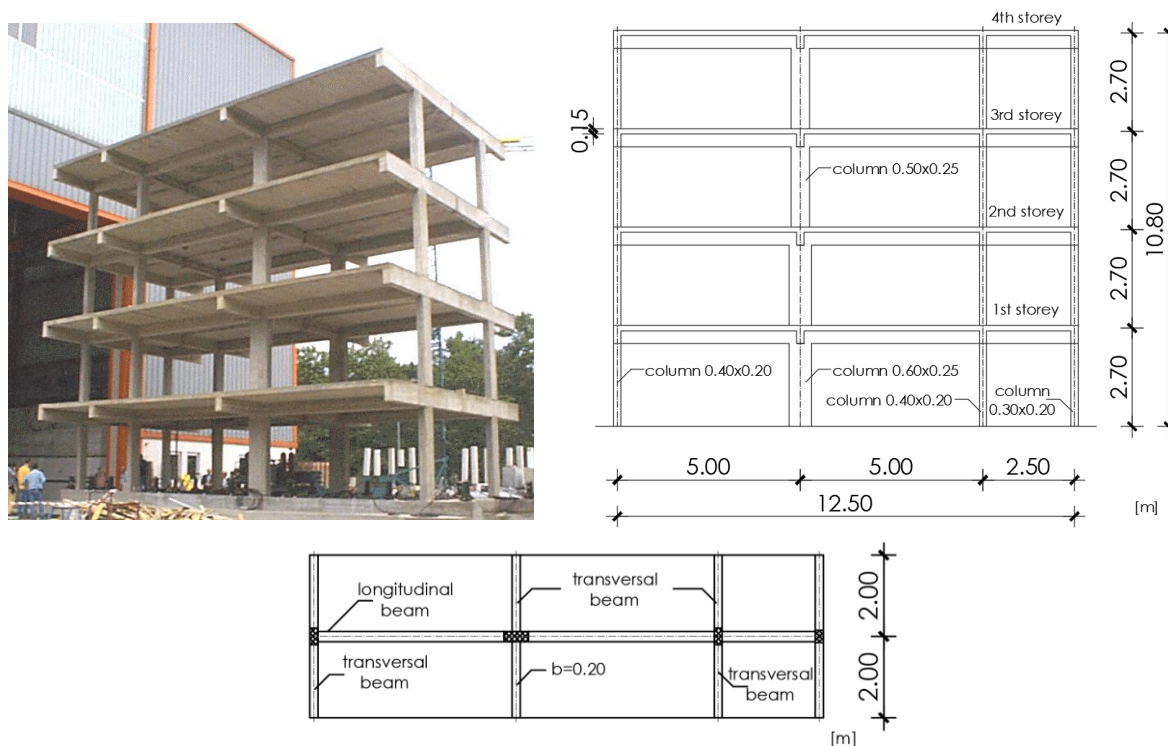 4th storey
2.70
3rd storey
0.15
column 0.50x0.25
2.70
2nd storey
10.80
2.70
1st storey
column 0.40x0.20
column 0.60x0.25
column 0.40x0.20
column
0.30x0.20
2.70
5.00
5.00
2.50
12.50
[m]
longitudinal
beam
transversal
beam
2.00
transversal
beam
b=0.20
transversal
beam
2.00
[m]